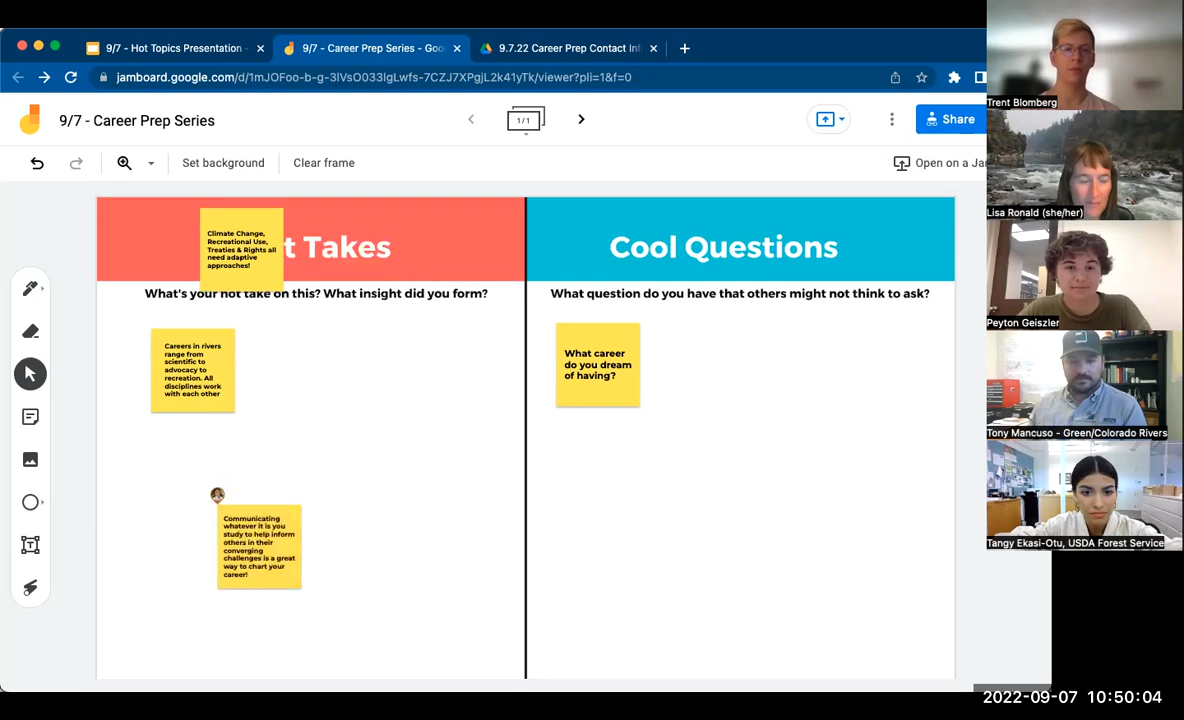 9/7 - Hot Topics Presentation -
9/7 - Career Prep Series - Goo
9.7.22 Career Prep Contact Inf
jamboard.google.com/d/1mJOFoo-b-g-3lVsO033lgLwfs-7CZJ7XPgjL2k41yTk/viewer?pli=1&f=0
9/7 - Career Prep Series
1/1
Share
Set background
Clear frame
Open on a Jam
t Takes
Cool Questions
Climate Change,
Recreational Use,
Treaties & Rights all
need adaptive
approaches!
What's your hot take on this? What insight did you form?
What question do you have that others might not think to ask?
Careers in rivers
range from
scientific to
advocacy to
recreation. All
disciplines work
with each other
What career
do you dream
of having?
Communicating
whatever it is you
study to help inform
others in their
converging
challenges is a great
way to chart your
career!
Trent Blomberg
Lisa Ronald (she/her)
Peyton Geiszler
Tony Mancuso - Green/Colorado Rivers
Tangy Ekasi-Otu, USDA Forest Service
2022-09-07 10:50:04